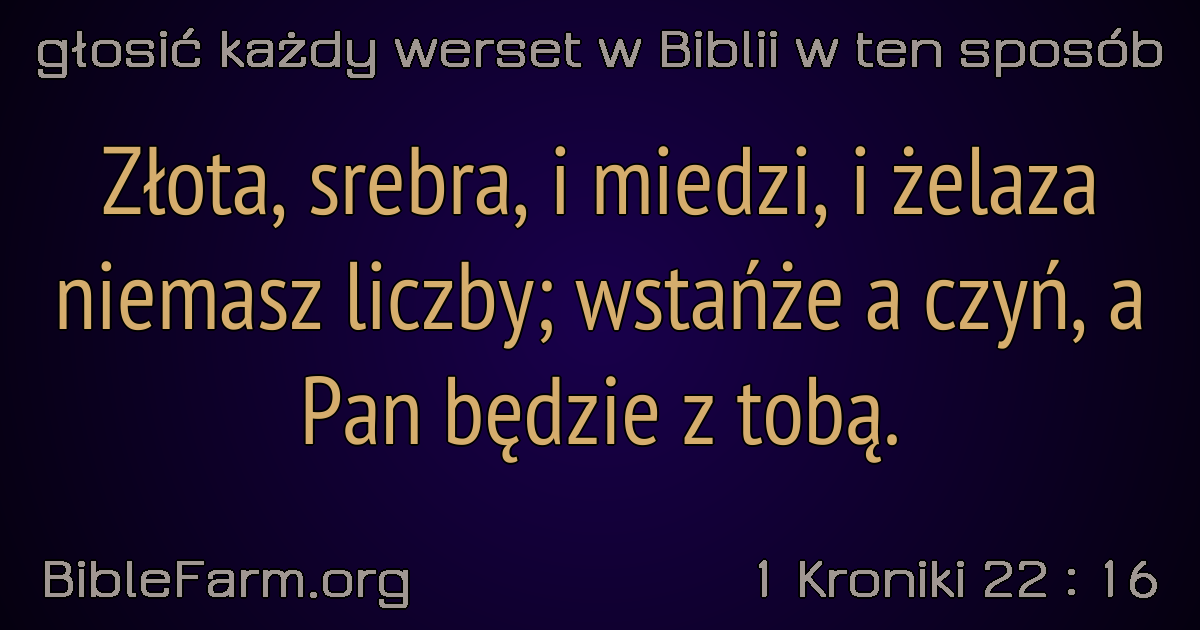 głosić każdy werset w Biblii w ten sposób
Złota, srebra, i miedzi, i żelaza
niemasz liczby; wstańże a czyń, a
Pan będzie z tobą.
BibleFarm.org
1 Kroniki 22 : 16